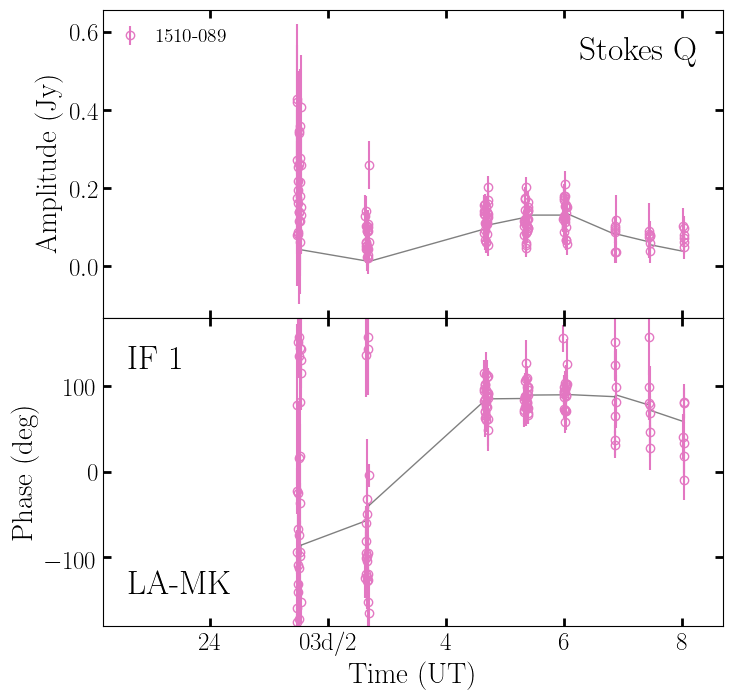 1510-089
Stokes Q
0.6
0.4
0.2
0.0
Amplitude (Jy)
IF 1
100
0
−100
Phase (deg)
LA-MK
24
03d/2
4
6
8
Time (UT)